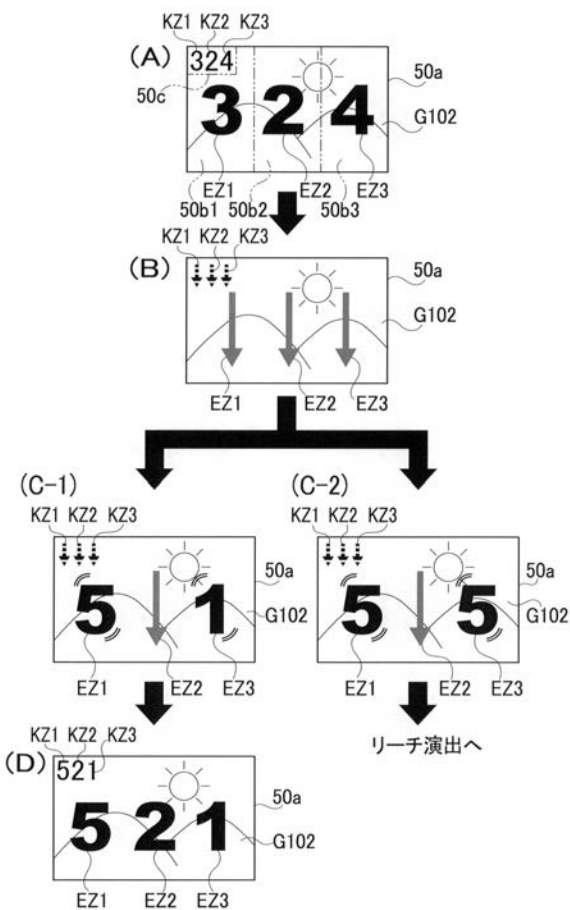 KZ1 KZ2 KZ3
(A)
324
50a
50c
3 2 4
G102
EZ1 EZ2 EZ3
50b1 50b2 50b3
KZ1 KZ2 KZ3
(B)
50a
G102
EZ1 EZ2 EZ3
(C-1) (C-2)
KZ1 KZ2 KZ3 KZ1 KZ2 KZ3
50a 50a
5 1 5 5
G102 G102
EZ1 EZ2 EZ3 EZ1 EZ2 EZ3
KZ1 KZ2 KZ3
リーチ演出へ
(D)
521
50a
5 2 1
G102
EZ1 EZ2 EZ3